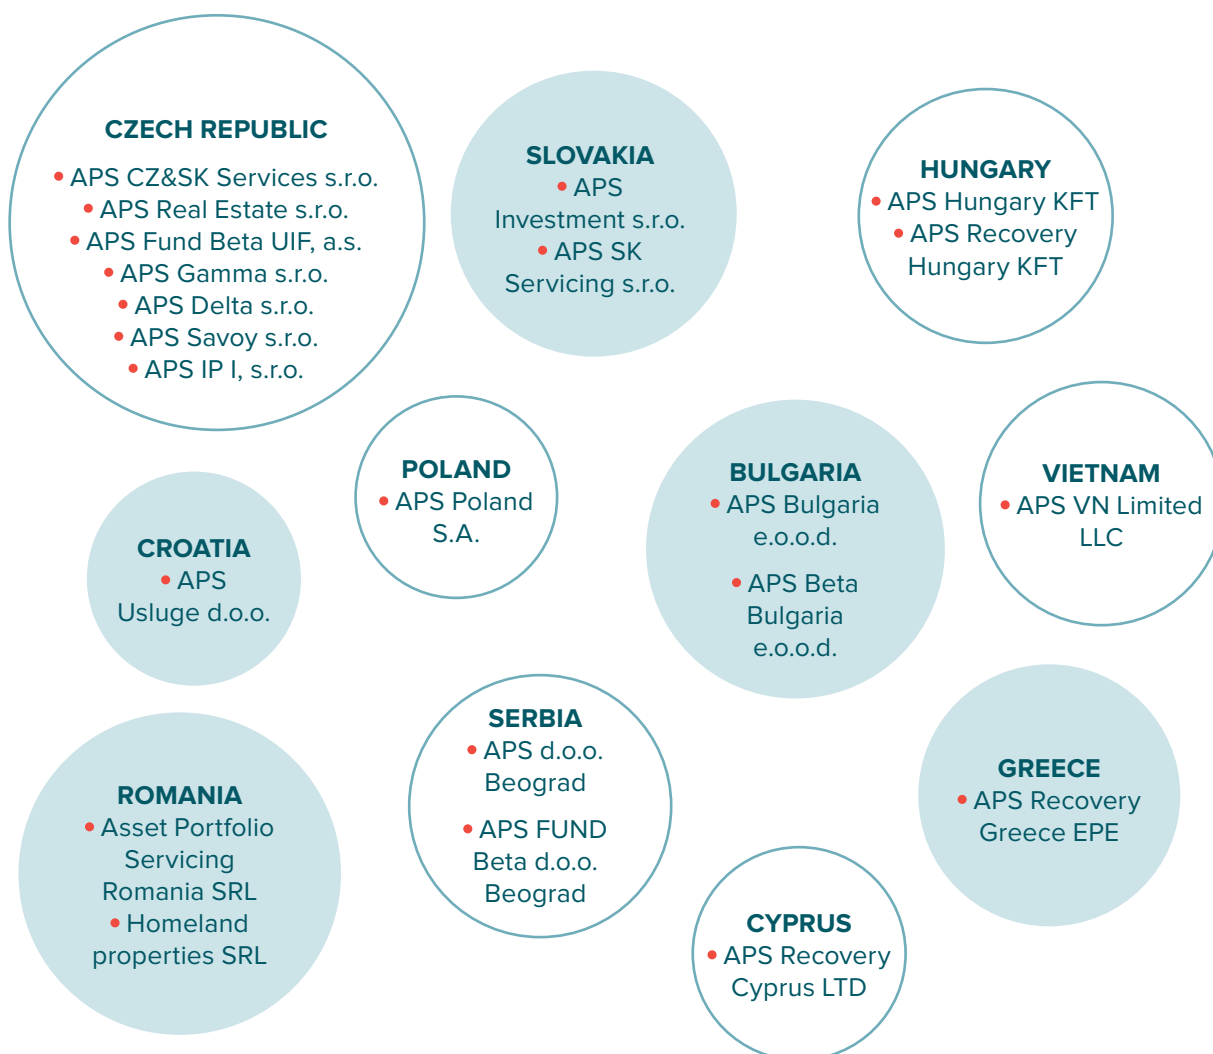 CZECH REPUBLIC
• APS CZ&SK Services s.r.o.
• APS Real Estate s.r.o.
• APS Fund Beta UIF, a.s.
• APS Gamma s.r.o.
• APS Delta s.r.o.
• APS Savoy s.r.o.
• APS IP I, s.r.o.
SLOVAKIA
• APS
Investment s.r.o.
• APS SK
Servicing s.r.o.
HUNGARY
• APS Hungary KFT
• APS Recovery
Hungary KFT
CROATIA
• APS
Usluge d.o.o.
POLAND
• APS Poland
S.A.
BULGARIA
• APS Bulgaria
e.o.o.d.
• APS Beta
Bulgaria
e.o.o.d.
VIETNAM
• APS VN Limited
LLC
ROMANIA
• Asset Portfolio
Servicing
Romania SRL
• Homeland
properties SRL
SERBIA
• APS d.o.o.
Beograd
• APS FUND
Beta d.o.o.
Beograd
CYPRUS
• APS Recovery
Cyprus LTD
GREECE
• APS Recovery
Greece EPE